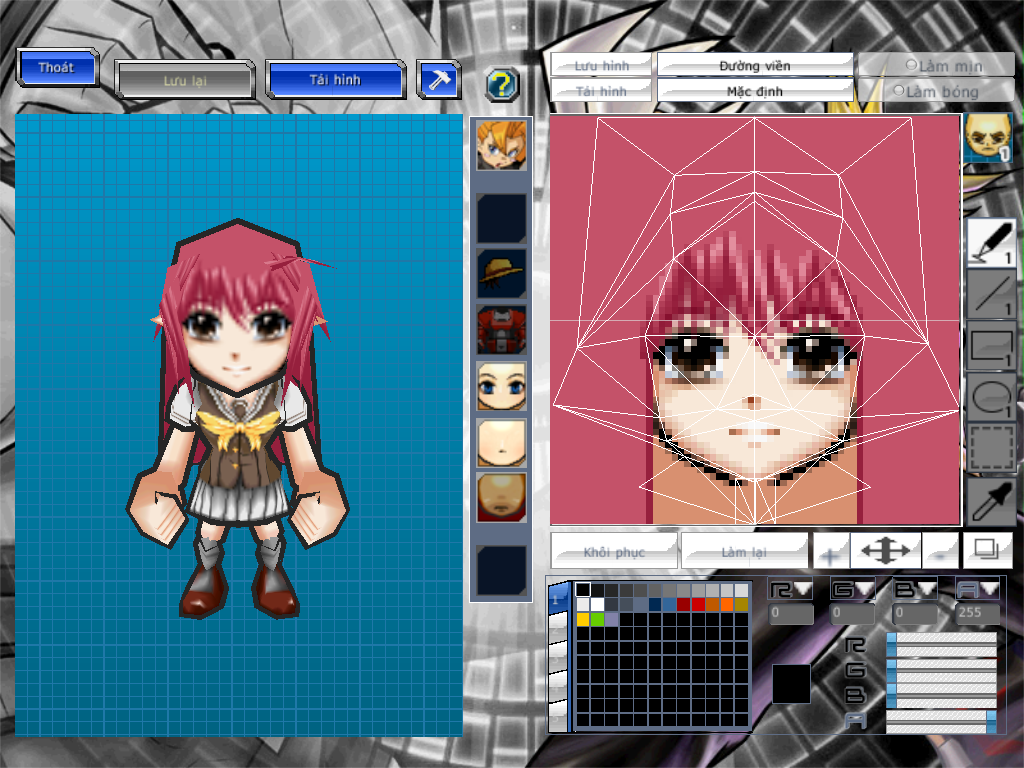 Thoát
Lưu lại
Tải hình
?
Lưu hình
Đường viền
Làm mịn
Tải hình
Mặc định
Làm bóng
1
1
1
1
1
Khôi phục
Làm lại
+
-
1
R
G
B
A
0
0
0
255
R
G
B
A